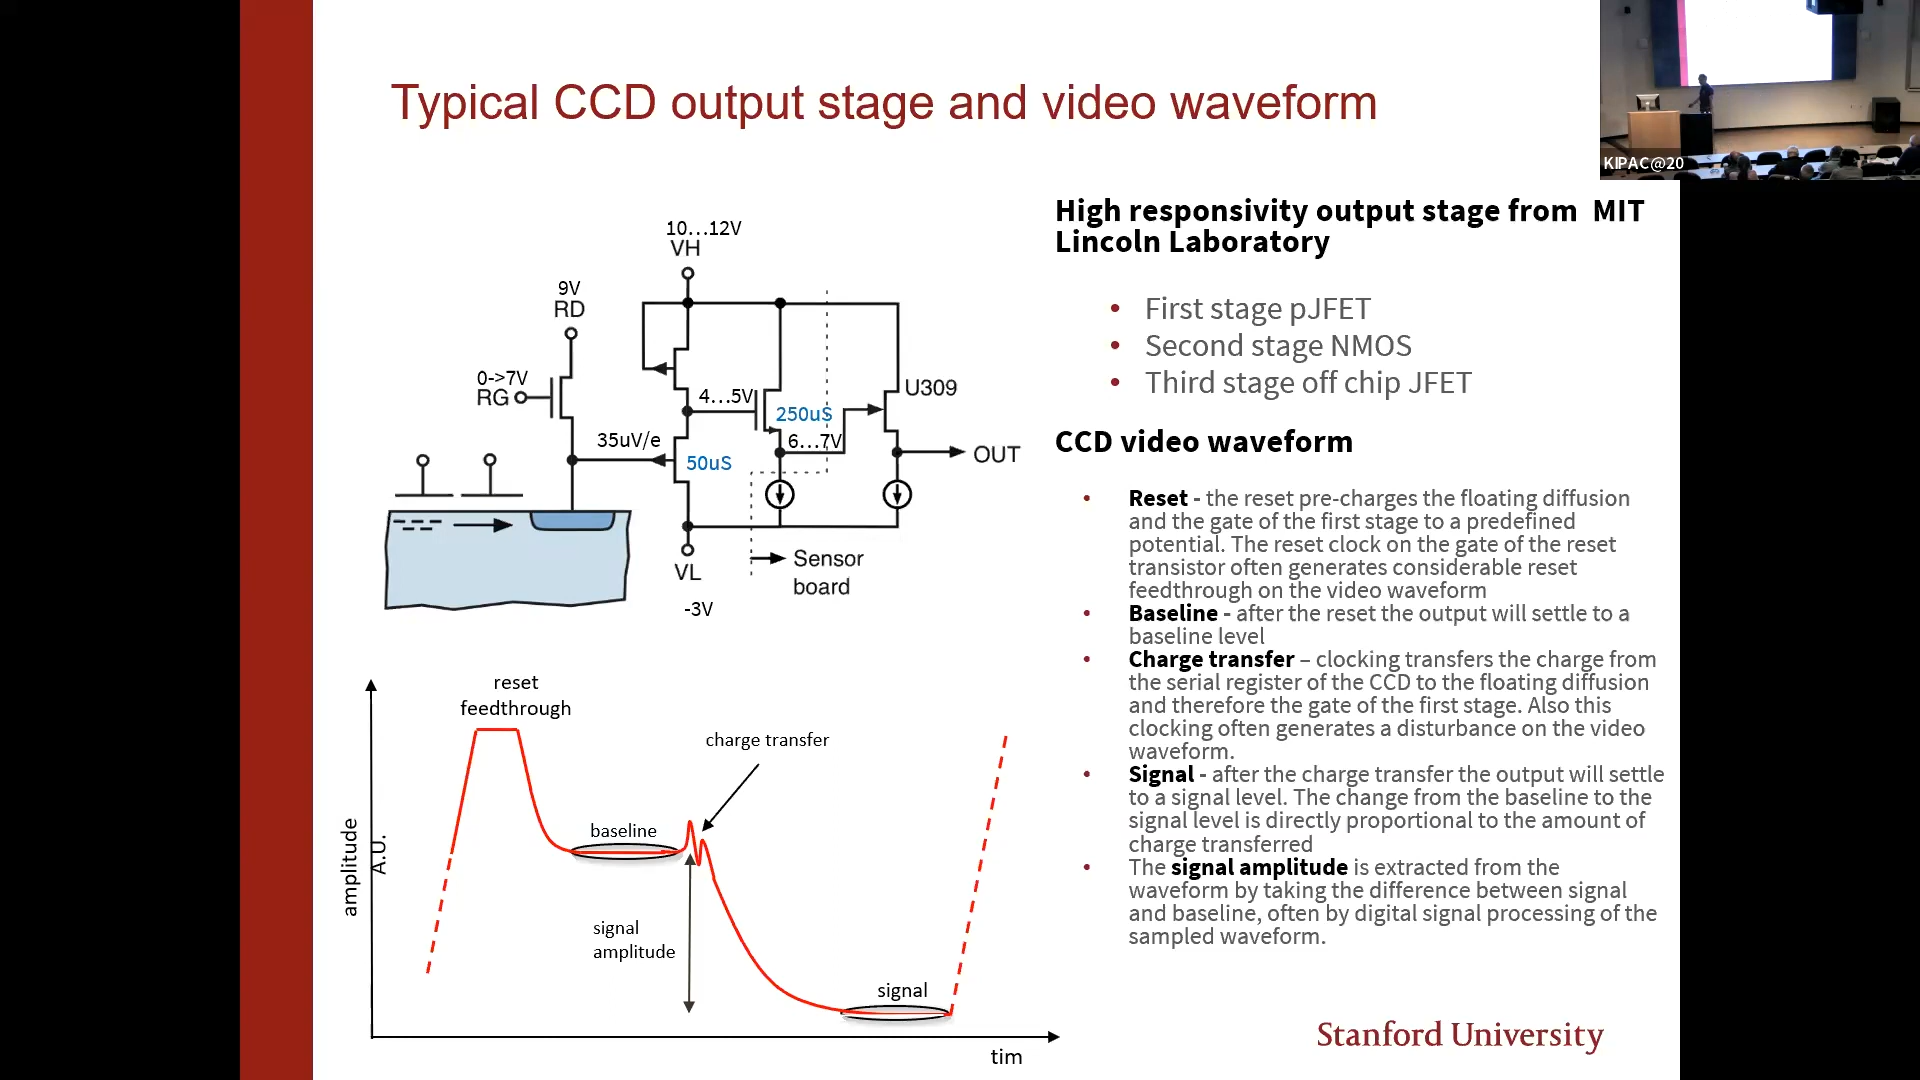 Typical CCD output stage and video waveform
KIPAC@20
10...12V
VH
9V
RD
0->7V
RG
35uV/e
4...5V
250uS
6...7V
50uS
U309
OUT
VL
-3V
Sensor
board
High responsivity output stage from MIT
Lincoln Laboratory
• First stage pJFET
• Second stage NMOS
• Third stage off chip JFET
CCD video waveform
• Reset - the reset pre-charges the floating diffusion
and the gate of the first stage to a predefined
potential. The reset clock on the gate of the reset
transistor often generates considerable reset
feedthrough on the video waveform
• Baseline - after the reset the output will settle to a
baseline level
• Charge transfer – clocking transfers the charge from
the serial register of the CCD to the floating diffusion
and therefore the gate of the first stage. Also this
clocking often generates a disturbance on the video
waveform.
• Signal - after the charge transfer the output will settle
to a signal level. The change from the baseline to the
signal level is directly proportional to the amount of
charge transferred
• The signal amplitude is extracted from the
waveform by taking the difference between signal
and baseline, often by digital signal processing of the
sampled waveform.
reset
feedthrough
charge transfer
baseline
signal
amplitude
signal
amplitude
A.U.
tim
Stanford University